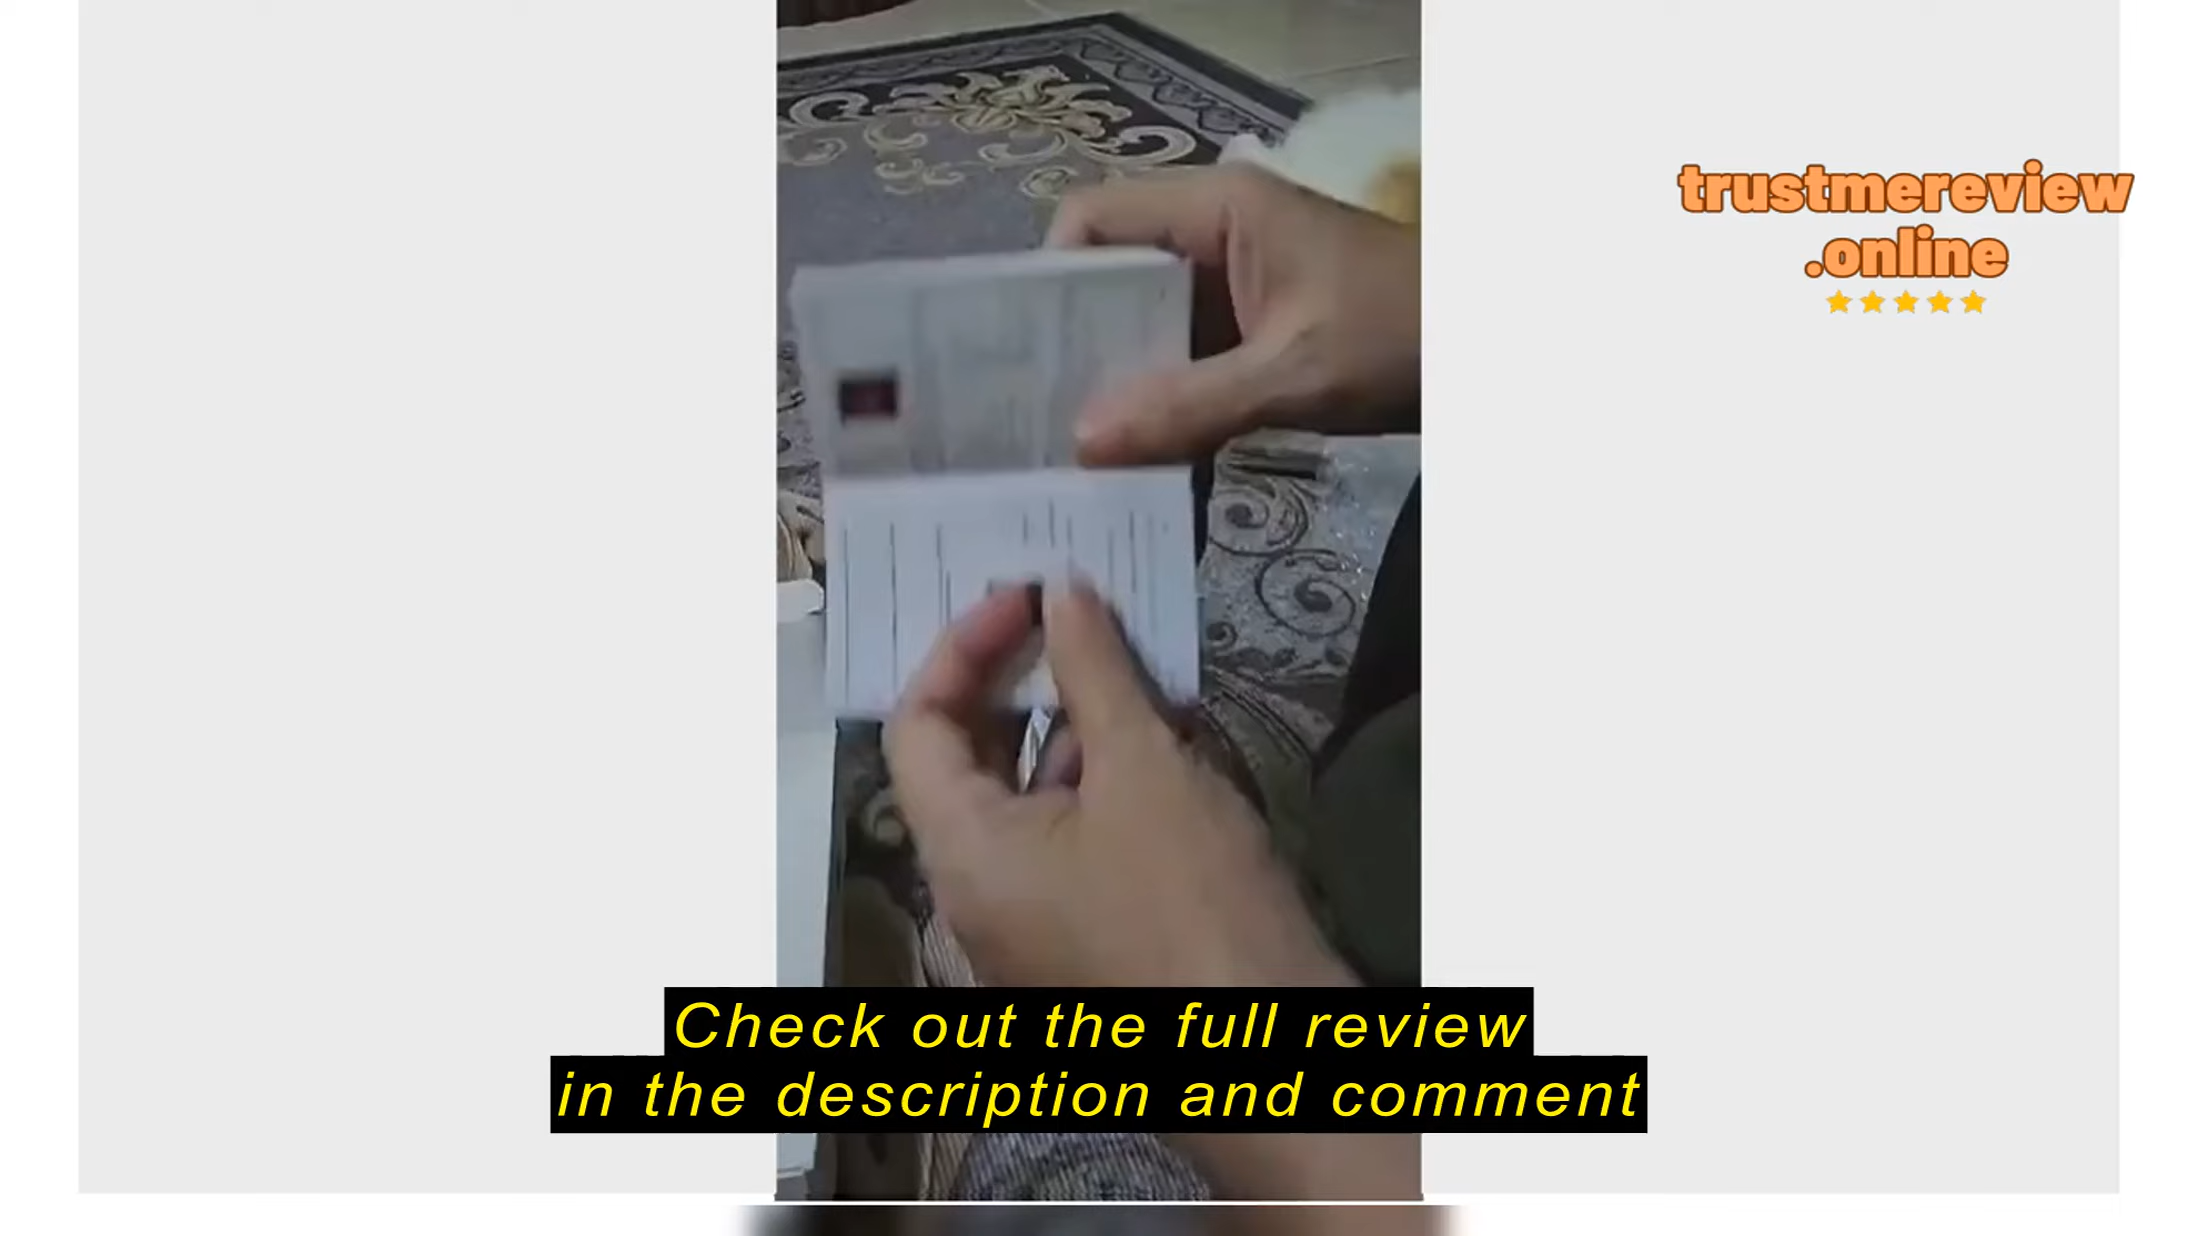 trustmereview
.online
Check out the full review
in the description and comment